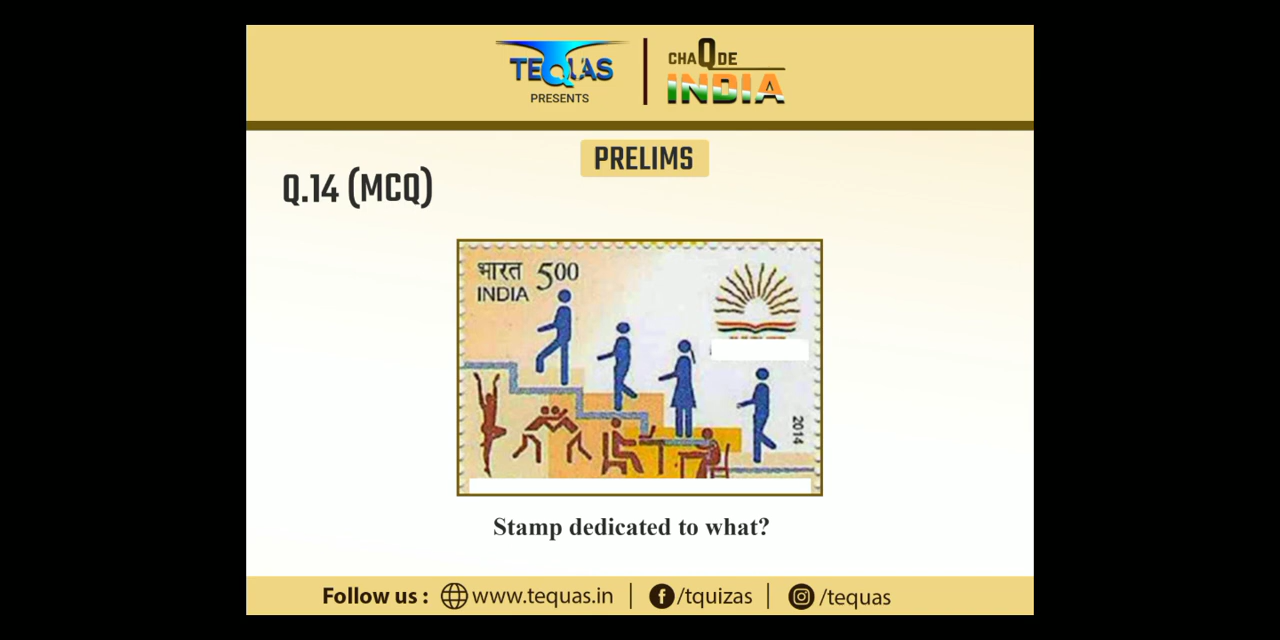 TEQUAS
PRESENTS
CHAQDE
INDIA
PRELIMS
Q.14 (MCQ)
भारत 500
INDIA
2014
Stamp dedicated to what?
Follow us : www.tequas.in | /tquizas | /tequas